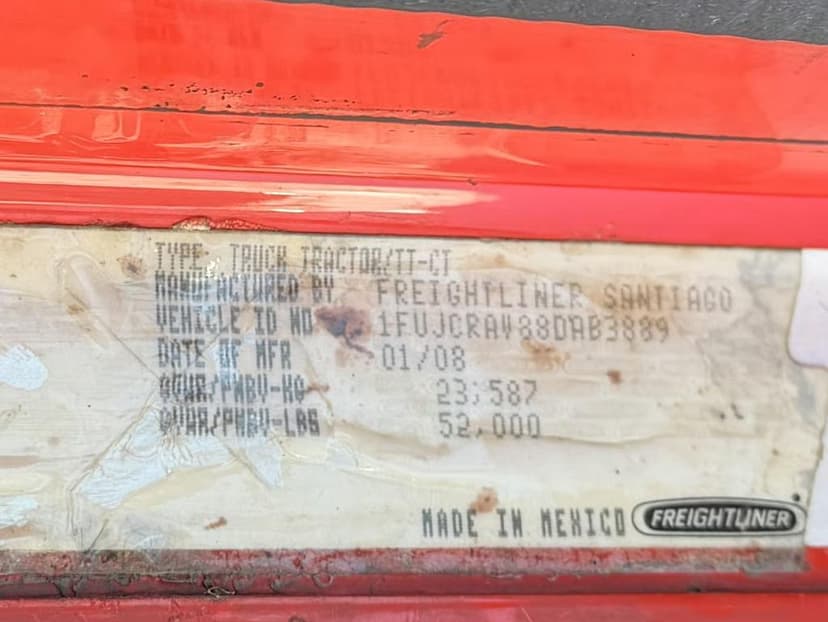 TYPE: TRUCK TRACTOR/TT-CT
MANUFACTURED BY FREIGHTLINER SANTIAGO
VEHICLE ID NO 1FUJCRAV88DAB3889
DATE OF MFR 01/08
GVWR/PNBV-KG 23,587
GVWR/PNBV-LBS 52,000
MADE IN MEXICO FREIGHTLINER